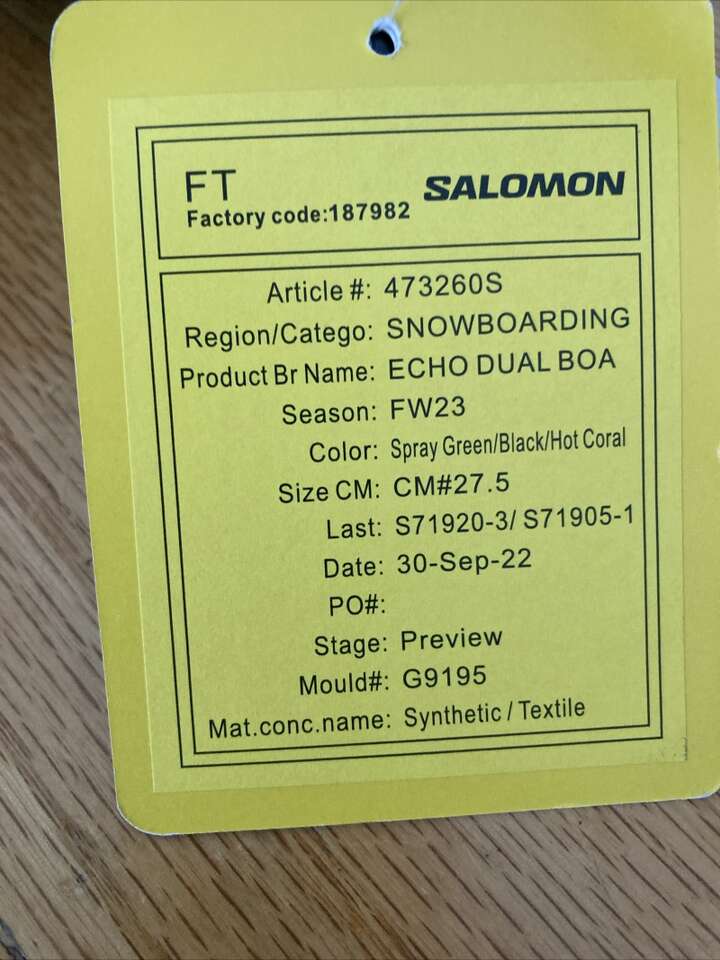 FT
SALOMON
Factory code:187982
Article #: 473260S
Region/Catego: SNOWBOARDING
Product Br Name: ECHO DUAL BOA
Season: FW23
Color: Spray Green/Black/Hot Coral
Size CM: CM#27.5
Last: S71920-3/ S71905-1
Date: 30-Sep-22
PO#:
Stage: Preview
Mould#: G9195
Mat.conc.name: Synthetic / Textile